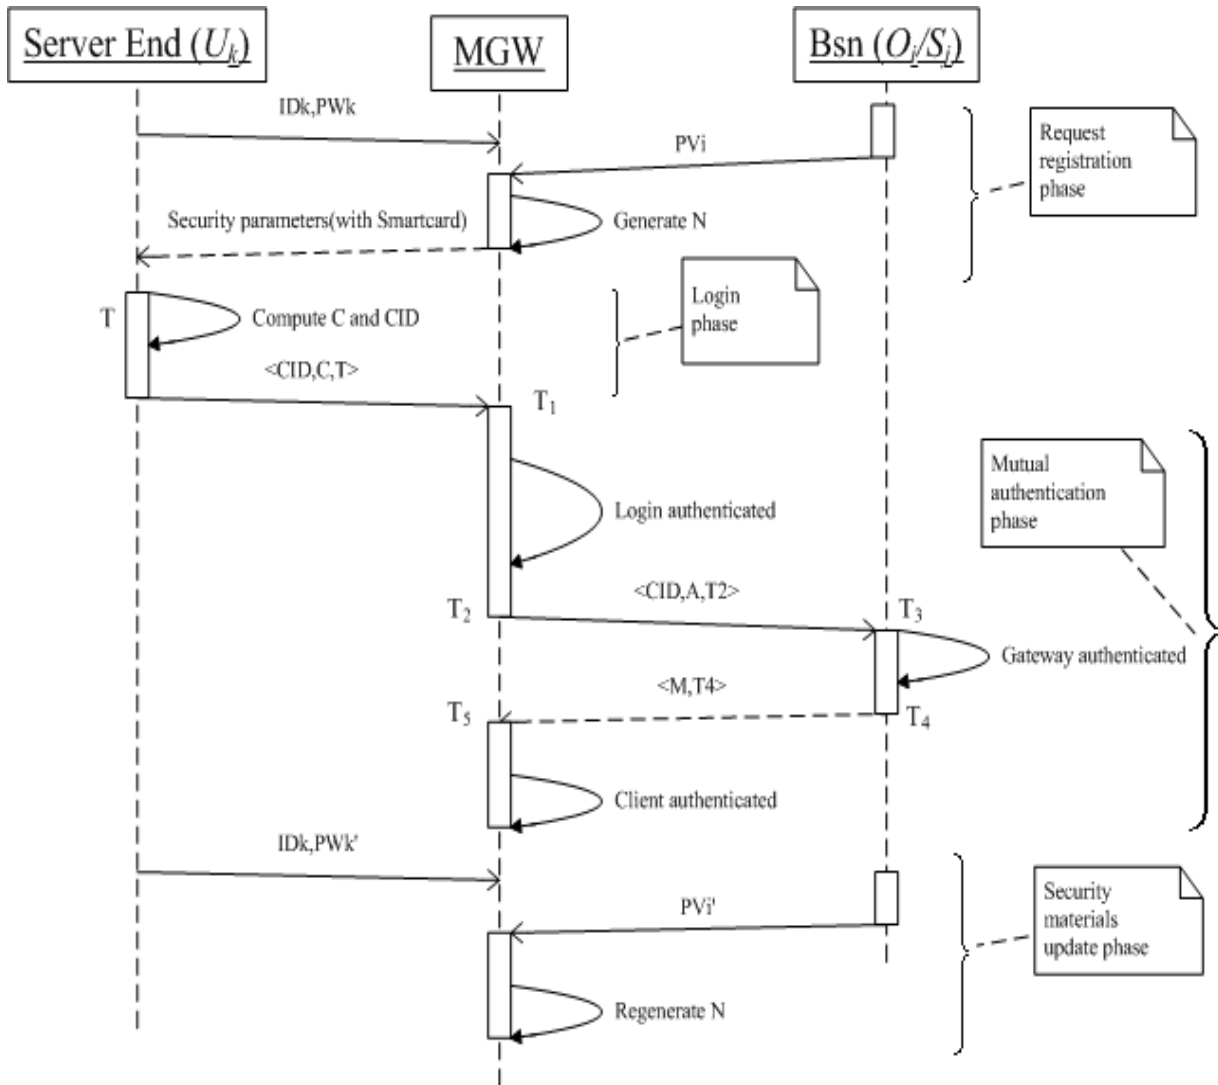 Server End (Uk)
MGW
Bsn (Oi/Sj)
IDk,PWk
PVi
Request
registration
phase
Security parameters(with Smartcard)
Generate N
Login
phase
T
Compute C and CID
<CID,C,T>
T1
Mutual
authentication
phase
Login authenticated
<CID,A,T2>
T2
T3
Gateway authenticated
<M,T4>
T5
T4
Client authenticated
IDk,PWk'
PVi'
Security
materials
update phase
Regenerate N